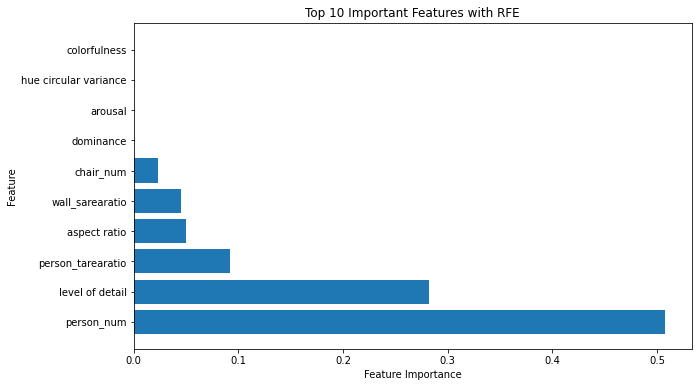 Top 10 Important Features with RFE
colorfulness
hue circular variance
arousal
dominance
chair_num
wall_sarearatio
aspect ratio
person_tarearatio
level of detail
person_num
Feature
0.0 0.1 0.2 0.3 0.4 0.5
Feature Importance